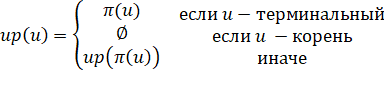 π(u) если u − терминальный
up(u) = { ∅ если u − корень
up(π(u)) иначе